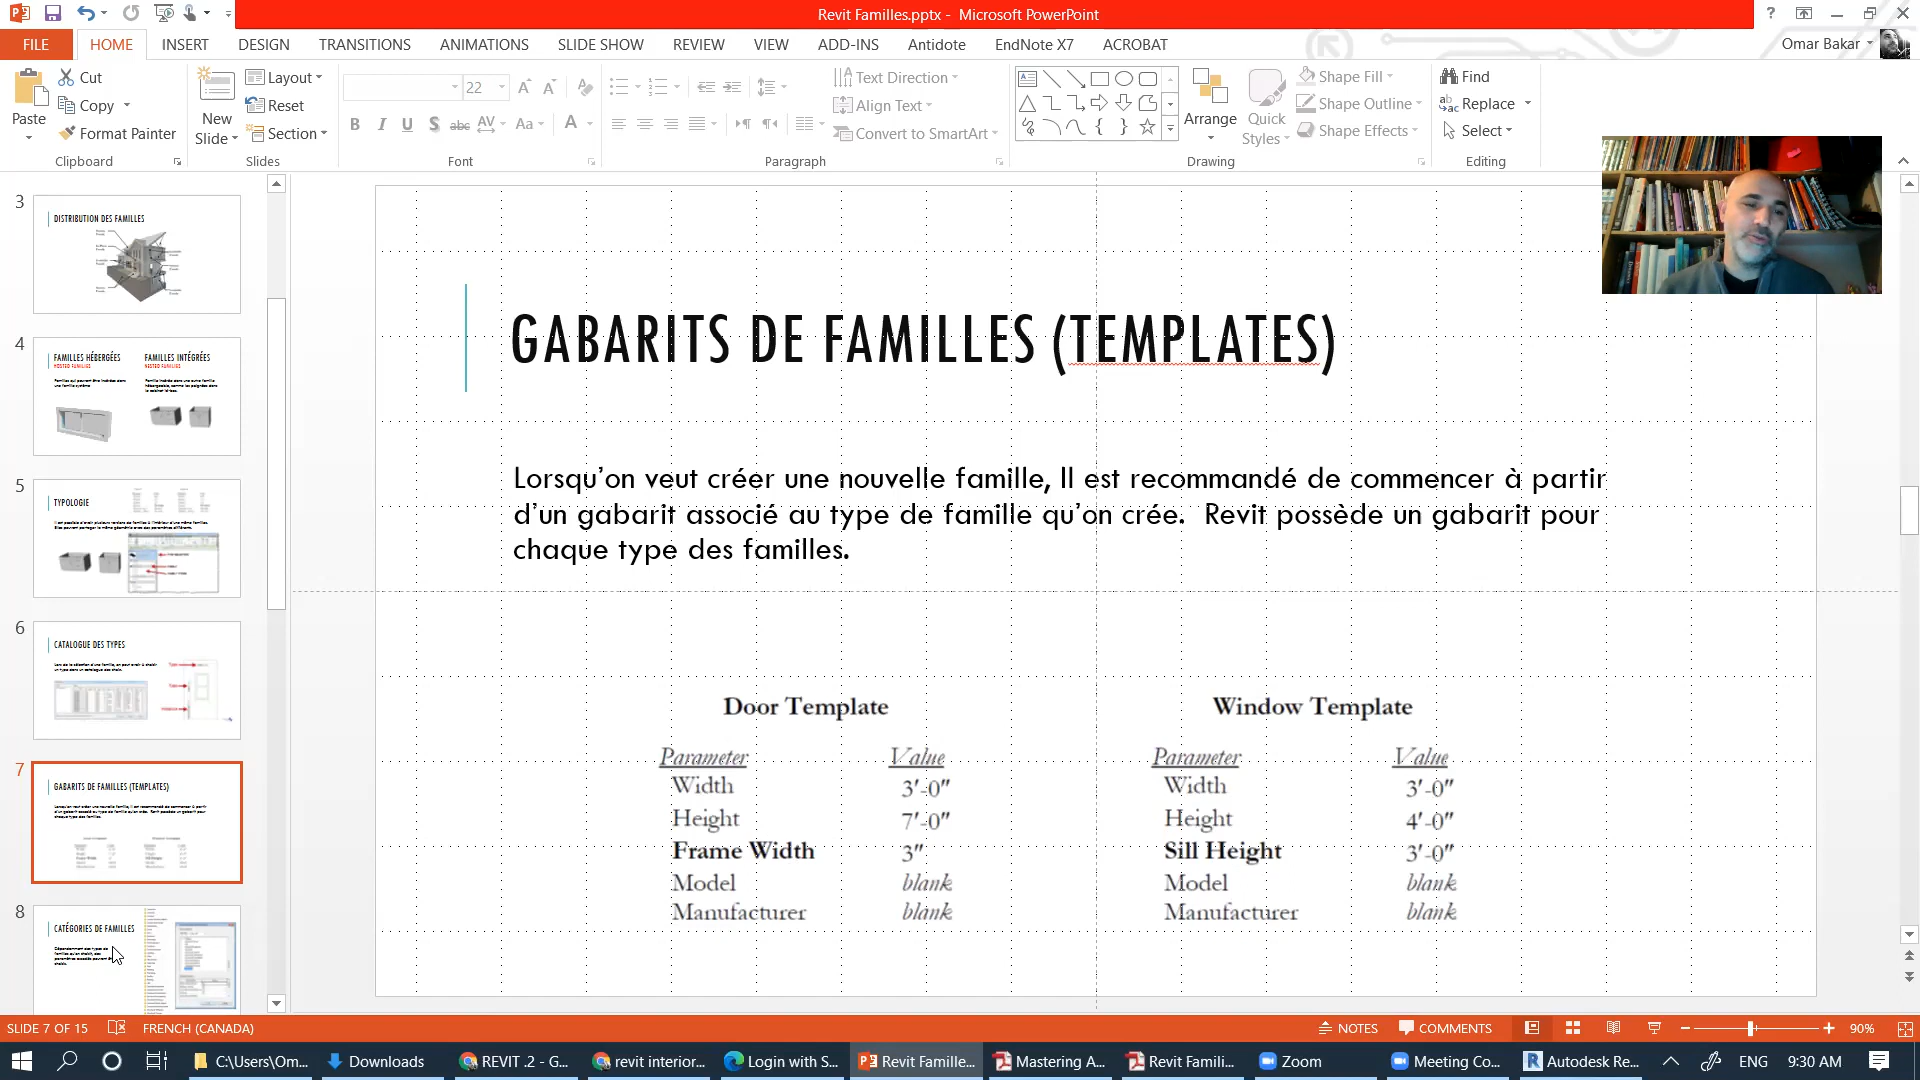 Revit Familles.pptx - Microsoft PowerPoint
FILE HOME INSERT DESIGN TRANSITIONS ANIMATIONS SLIDE SHOW REVIEW VIEW ADD-INS Antidote EndNote X7 ACROBAT
Omar Bakar
Paste
Cut
Copy
Format Painter
Clipboard
New Slide
Layout
Reset
Section
Slides
22
Font
Text Direction
Align Text
Convert to SmartArt
Paragraph
Arrange
Quick Styles
Shape Fill
Shape Outline
Shape Effects
Drawing
Find
Replace
Select
Editing
3
DISTRIBUTION DES FAMILLES
4
FAMILLES HÉBERGÉES
HOSTED FAMILIES
FAMILLES INTÉGRÉES
NESTED FAMILIES
5
TYPOLOGIE
6
CATALOGUE DES TYPES
7
GABARITS DE FAMILLES (TEMPLATES)
8
CATÉGORIES DE FAMILLES
GABARITS DE FAMILLES (TEMPLATES)
Lorsqu'on veut créer une nouvelle famille, Il est recommandé de commencer à partir
d'un gabarit associé au type de famille qu'on crée. Revit possède un gabarit pour
chaque type des familles.
Door Template
Parameter Value
Width 3'-0"
Height 7'-0"
Frame Width 3"
Model blank
Manufacturer blank
Window Template
Parameter Value
Width 3'-0"
Height 4'-0"
Sill Height 3'-0"
Model blank
Manufacturer blank
SLIDE 7 OF 15 FRENCH (CANADA) NOTES COMMENTS 90%
C:\Users\Om... Downloads REVIT .2 - G... revit interior... Login with S... Revit Famille... Mastering A... Revit Famili... Zoom Meeting Co... Autodesk Re... ENG 9:30 AM